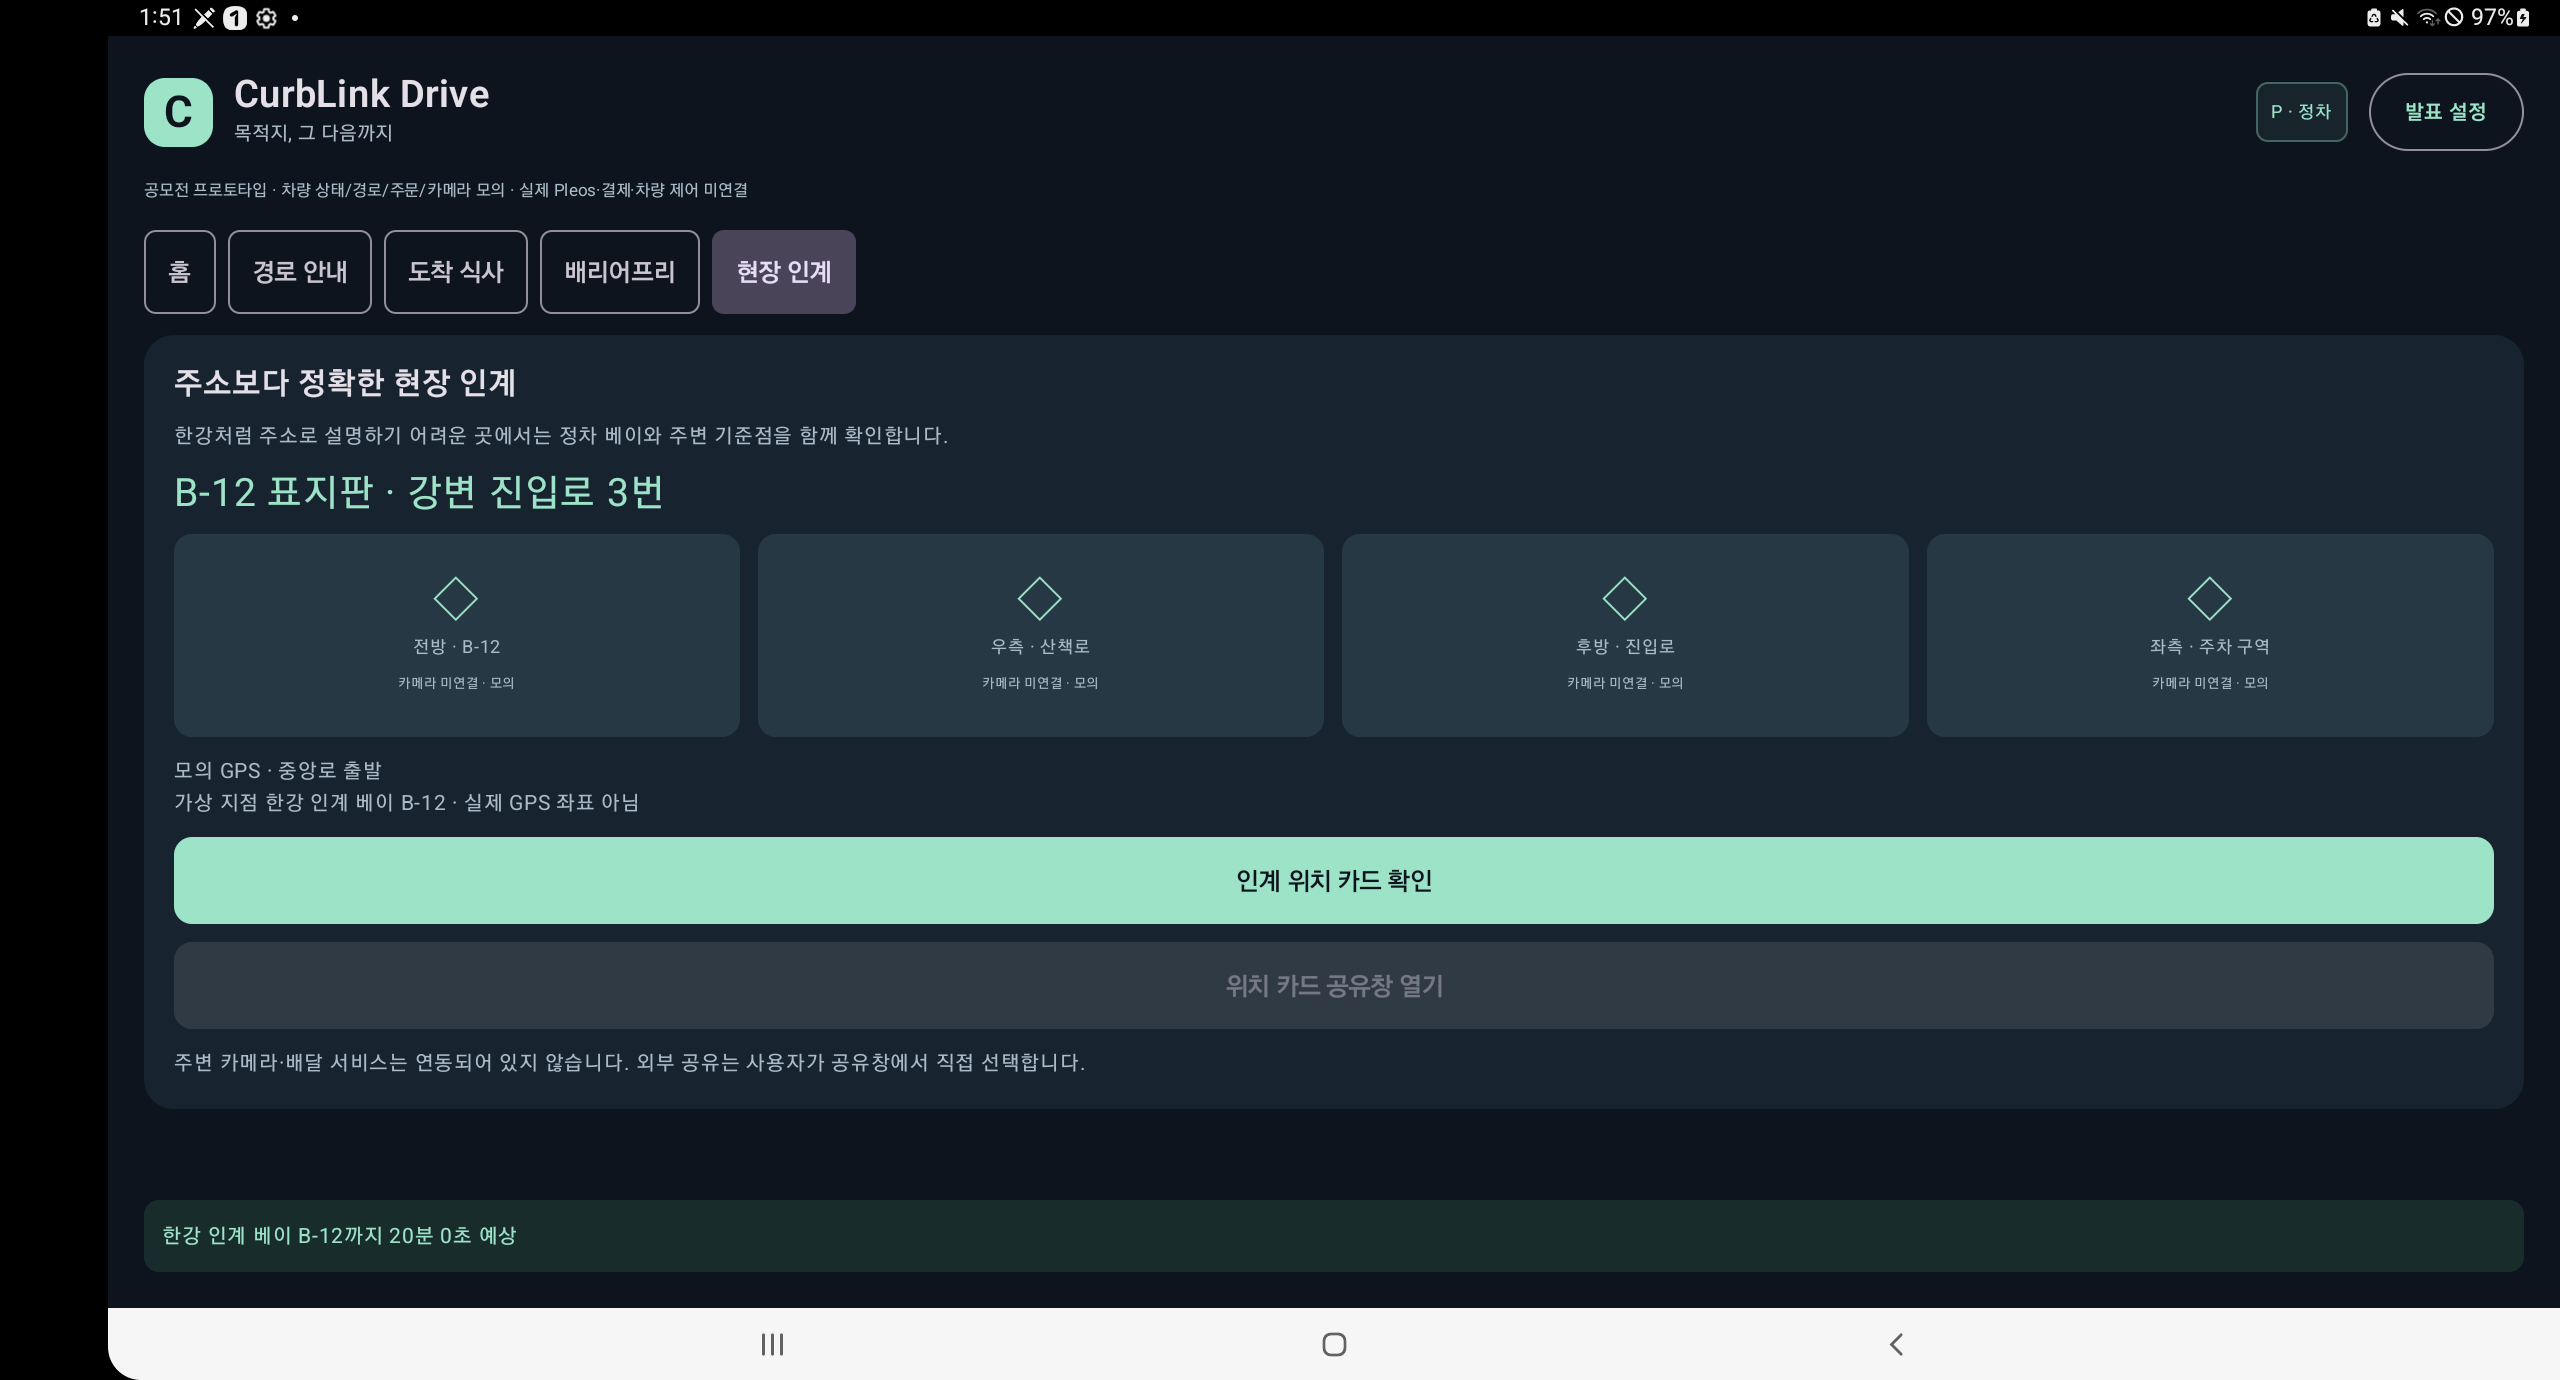 1:51
97%
C
CurbLink Drive
목적지, 그 다음까지
P · 정차
발표 설정
공모전 프로토타입 · 차량 상태/경로/주문/카메라 모의 · 실제 Pleos·결제·차량 제어 미연결
홈
경로 안내
도착 식사
배리어프리
현장 인계
주소보다 정확한 현장 인계
한강처럼 주소로 설명하기 어려운 곳에서는 정차 베이와 주변 기준점을 함께 확인합니다.
B-12 표지판 · 강변 진입로 3번
전방 · B-12
카메라 미연결 · 모의
우측 · 산책로
카메라 미연결 · 모의
후방 · 진입로
카메라 미연결 · 모의
좌측 · 주차 구역
카메라 미연결 · 모의
모의 GPS · 중앙로 출발
가상 지점 한강 인계 베이 B-12 · 실제 GPS 좌표 아님
인계 위치 카드 확인
위치 카드 공유창 열기
주변 카메라·배달 서비스는 연동되어 있지 않습니다. 외부 공유는 사용자가 공유창에서 직접 선택합니다.
한강 인계 베이 B-12까지 20분 0초 예상